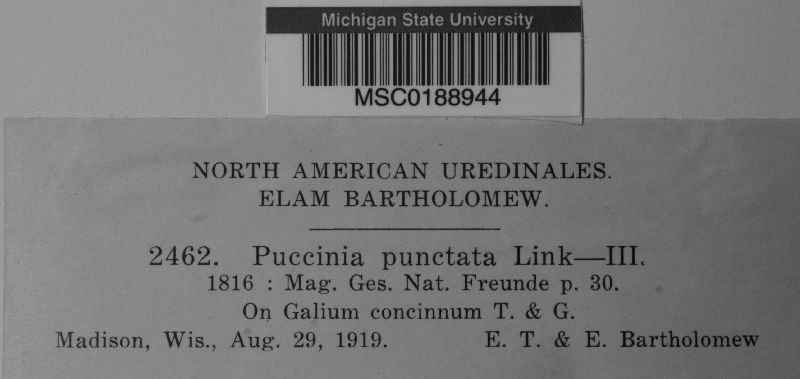 Michigan State University
MSC0188944
NORTH AMERICAN UREDINALES.
ELAM BARTHOLOMEW.
2462. Puccinia punctata Link—III.
1816 : Mag. Ges. Nat. Freunde p. 30.
On Galium concinnum T. & G.
Madison, Wis., Aug. 29, 1919. E. T. & E. Bartholomew